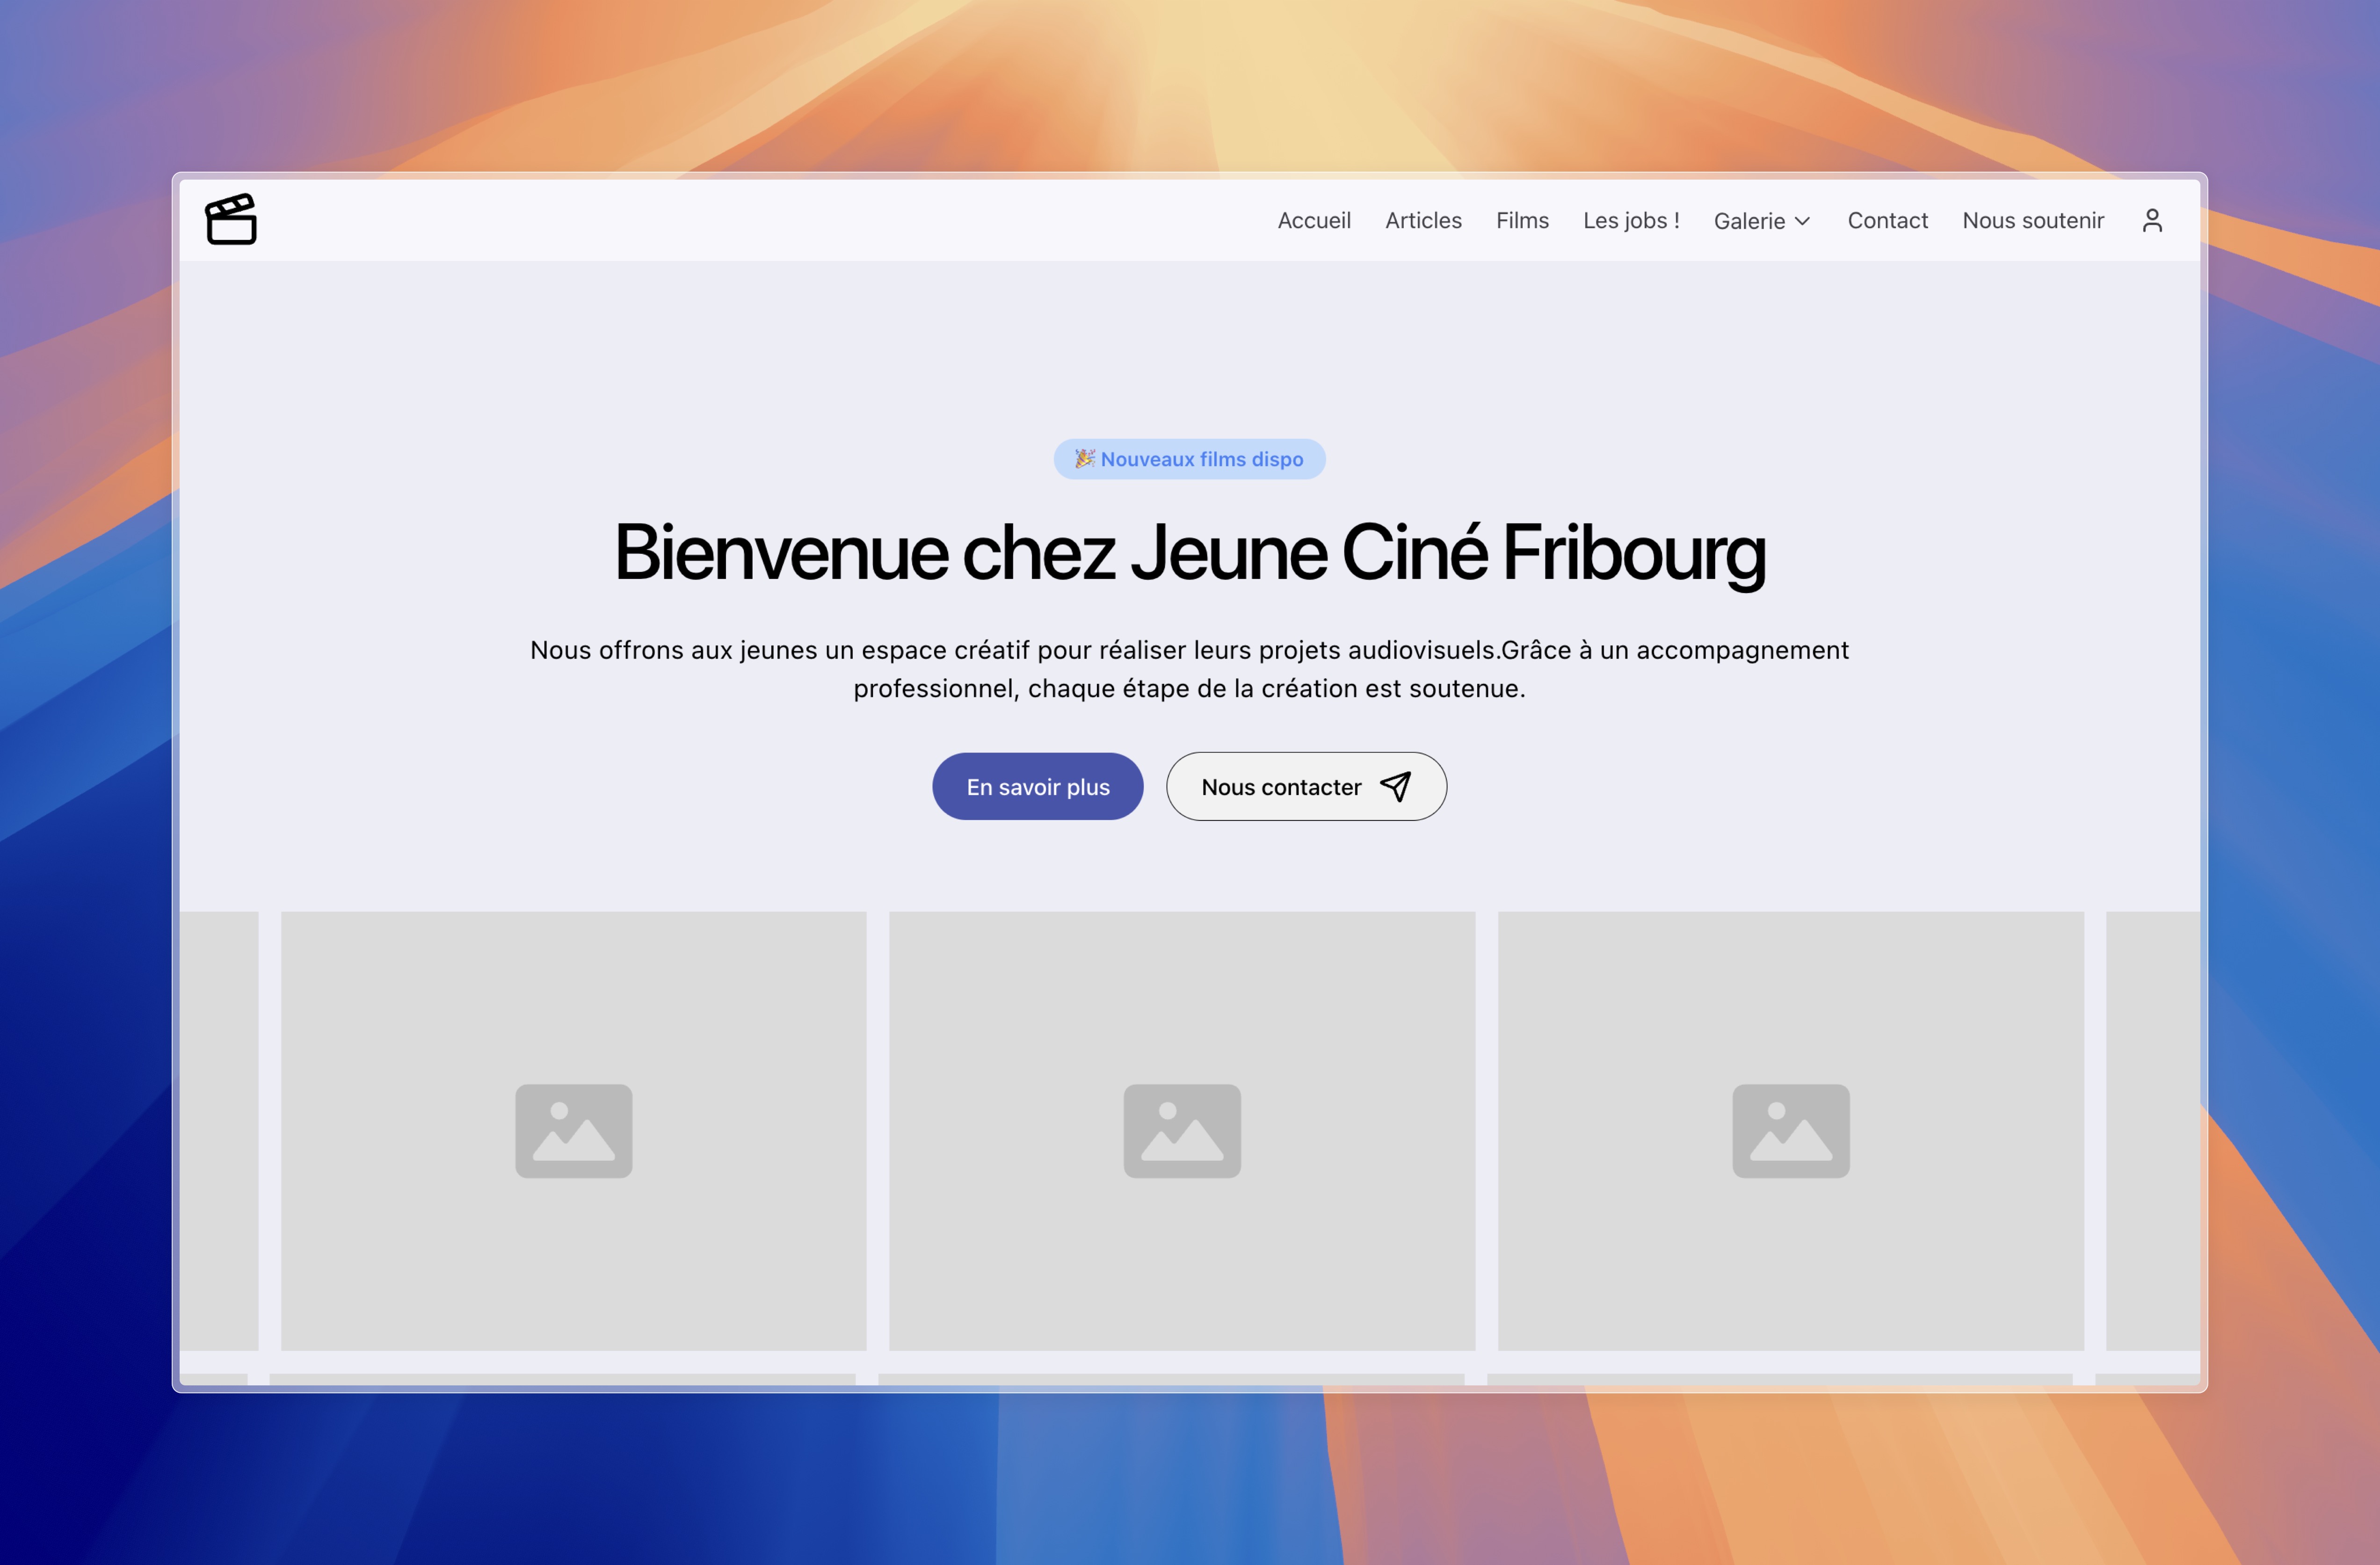 Accueil Articles Films Les jobs ! Galerie Contact Nous soutenir
🎉 Nouveaux films dispo
Bienvenue chez Jeune Ciné Fribourg
Nous offrons aux jeunes un espace créatif pour réaliser leurs projets audiovisuels.Grâce à un accompagnement
professionnel, chaque étape de la création est soutenue.
En savoir plus Nous contacter